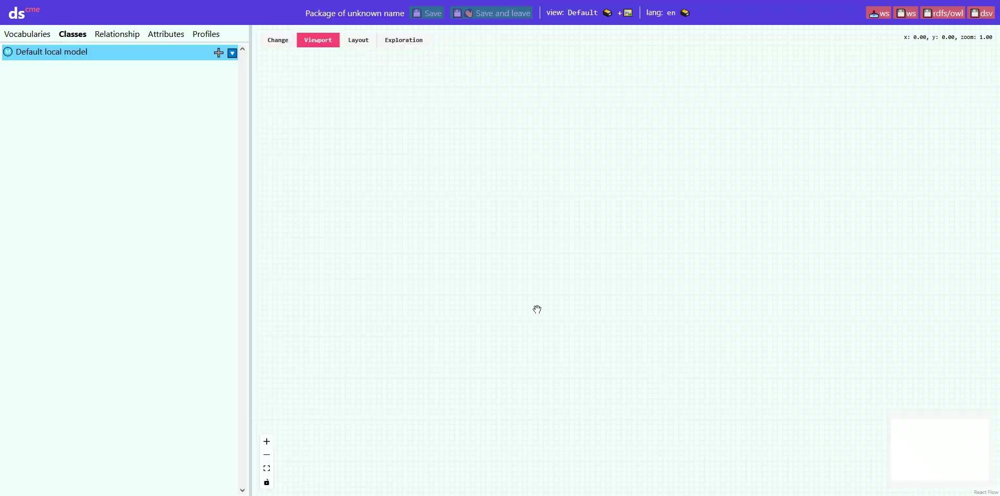 dscme
Package of unknown name Save Save and leave view: Default + lang: en ws ws rdfs/owl dsv
Vocabularies Classes Relationship Attributes Profiles
Default local model
Change Viewport Layout Exploration
x: 0.00, y: 0.00, zoom: 1.00
React Flow